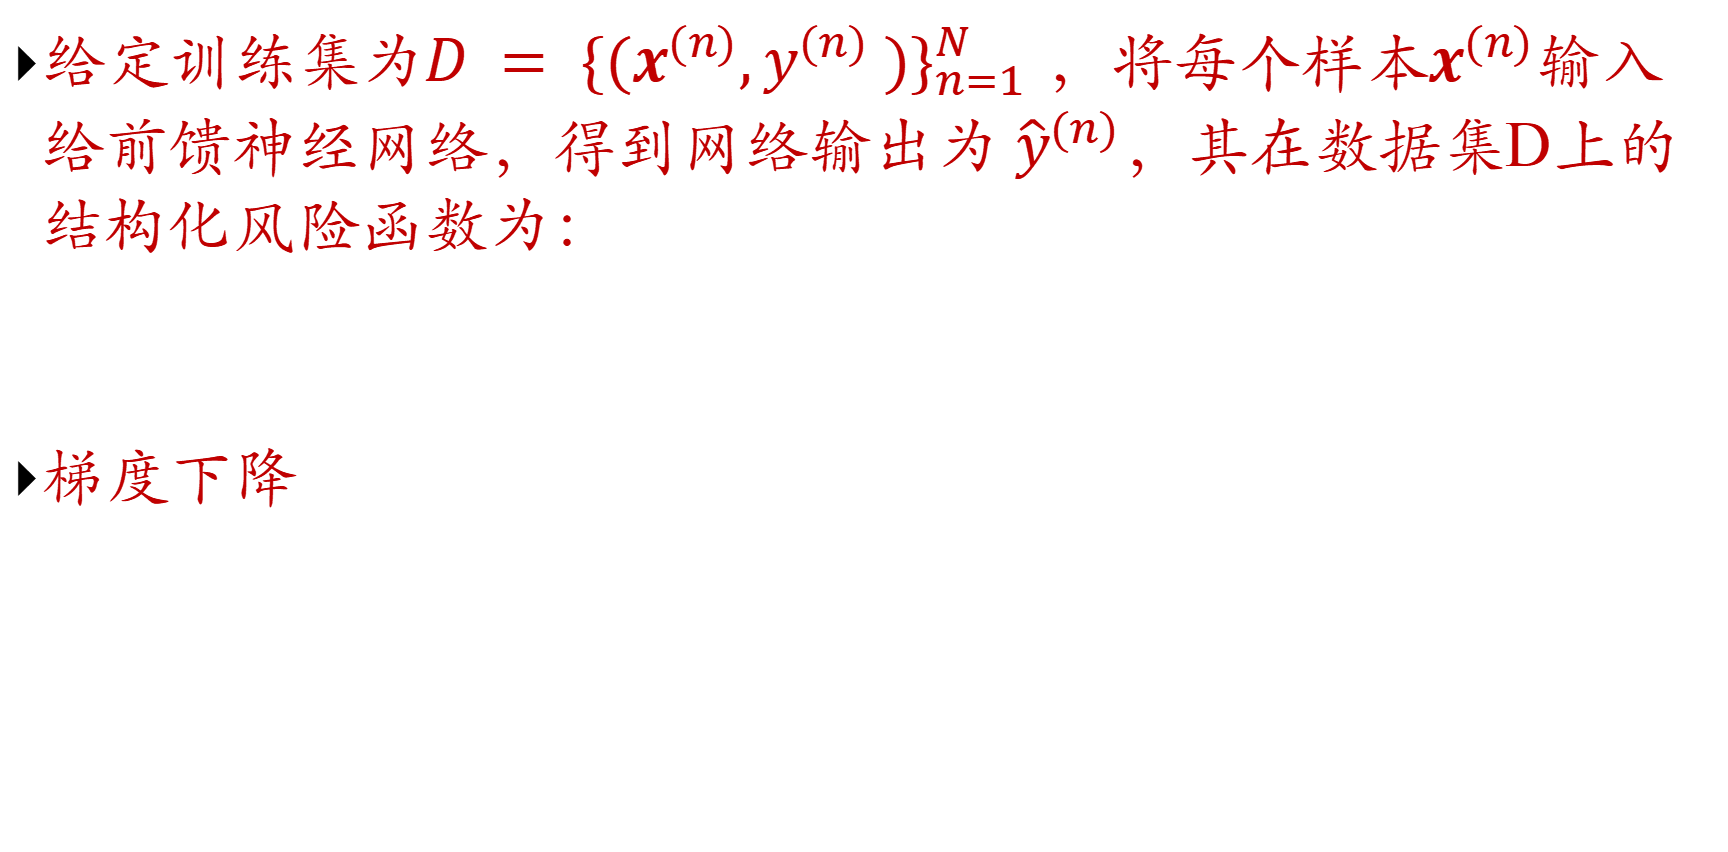 给定训练集为D = {(x^(n), y^(n) )}_{n=1}^N ，将每个样本x^(n)输入
给前馈神经网络，得到网络输出为 ŷ^(n)，其在数据集D上的
结构化风险函数为：
梯度下降